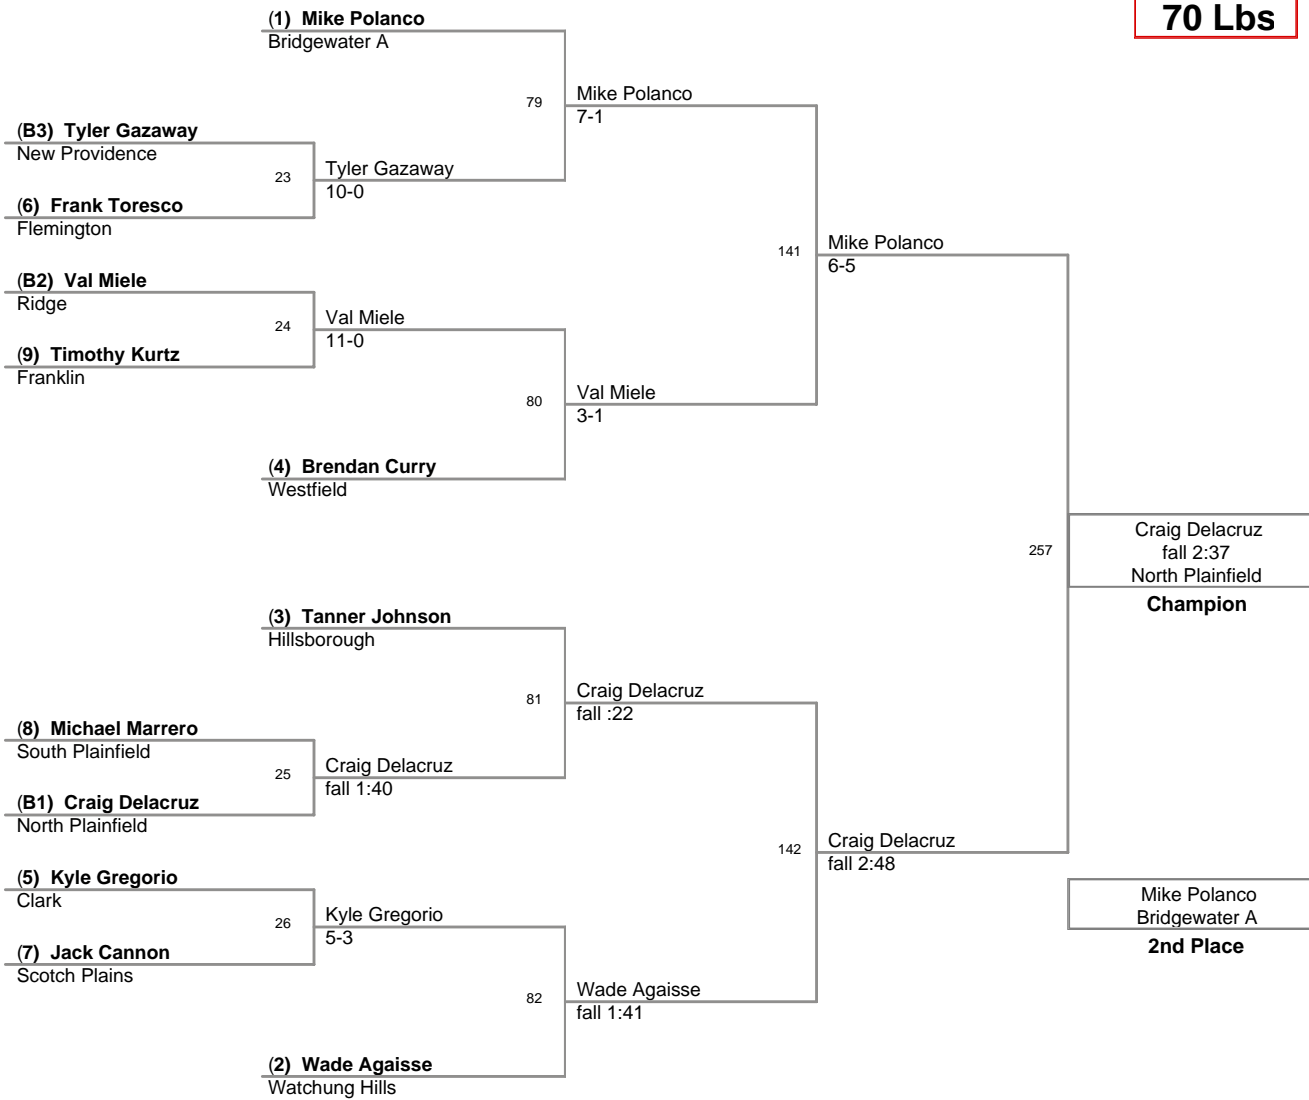 70 Lbs
(1) Mike Polanco
Bridgewater A
79
Mike Polanco
7-1
(B3) Tyler Gazaway
New Providence
23
Tyler Gazaway
10-0
(6) Frank Toresco
Flemington
141
Mike Polanco
6-5
(B2) Val Miele
Ridge
24
Val Miele
11-0
(9) Timothy Kurtz
Franklin
80
Val Miele
3-1
(4) Brendan Curry
Westfield
257
Craig Delacruz
fall 2:37
North Plainfield
Champion
(3) Tanner Johnson
Hillsborough
81
Craig Delacruz
fall :22
(8) Michael Marrero
South Plainfield
25
Craig Delacruz
fall 1:40
(B1) Craig Delacruz
North Plainfield
142
Craig Delacruz
fall 2:48
(5) Kyle Gregorio
Clark
26
Kyle Gregorio
5-3
(7) Jack Cannon
Scotch Plains
Mike Polanco
Bridgewater A
2nd Place
82
Wade Agaisse
fall 1:41
(2) Wade Agaisse
Watchung Hills